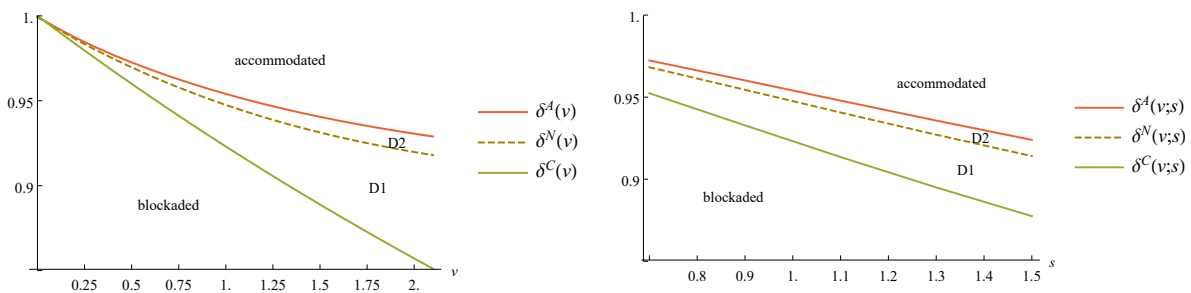 1.
0.95
0.9
accommodated
D2
D1
blockaded
0.25 0.5 0.75 1. 1.25 1.5 1.75 2.
v
δ^A(v)
δ^N(v)
δ^C(v)
1.
0.95
0.9
accommodated
D2
D1
blockaded
0.8 0.9 1. 1.1 1.2 1.3 1.4 1.5
s
δ^A(v;s)
δ^N(v;s)
δ^C(v;s)